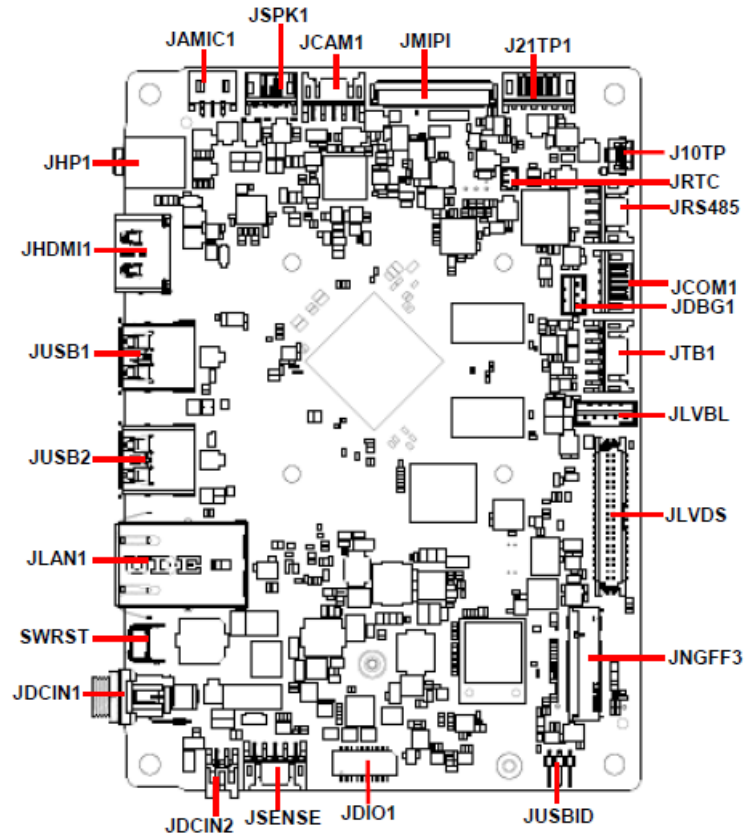 JSPK1
JAMIC1
JCAM1
JMIPI
J21TP1
JHP1
J10TP
JRTC
JRS485
JHDMI1
JCOM1
JDBG1
JUSB1
JTB1
JLVBL
JUSB2
JLVDS
JLAN1
SWRST
JNGFF3
JDCIN1
JDCIN2
JSENSE
JDIO1
JUSBID